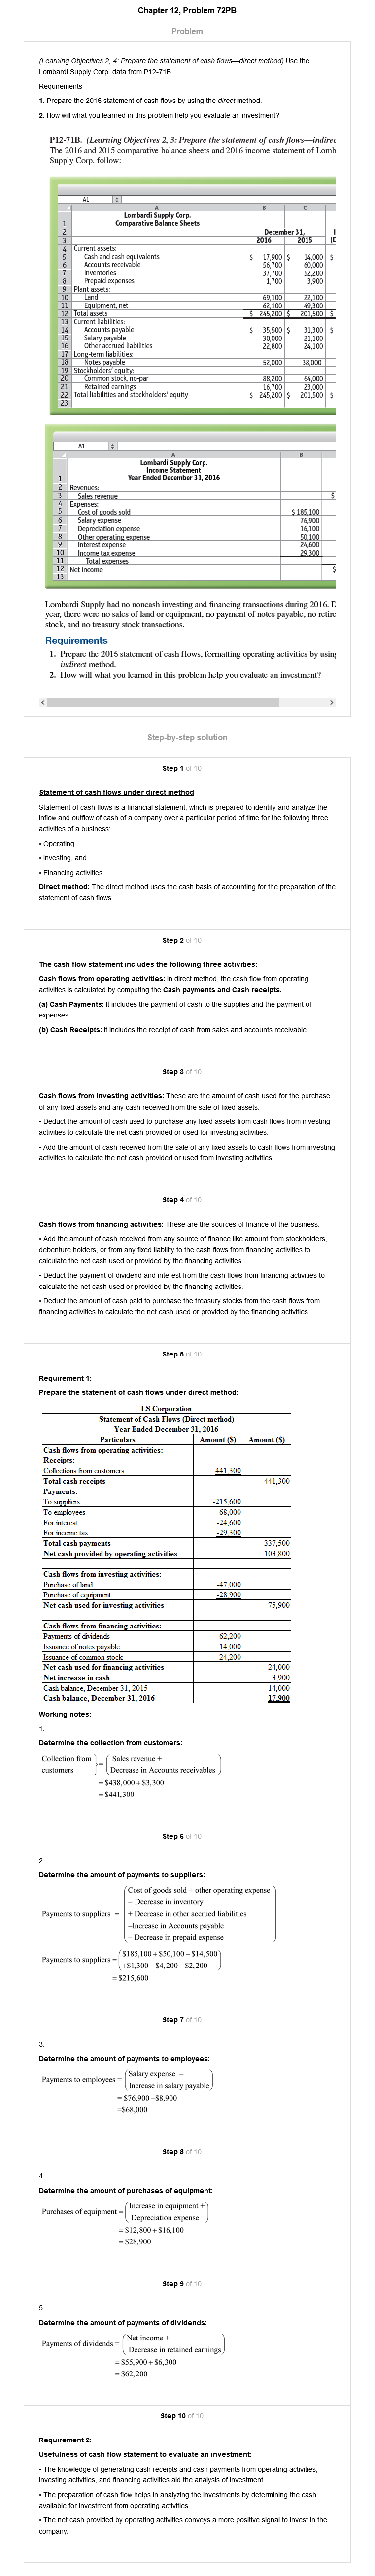 Chapter 12, Problem 72PB
Problem
(Learning Objectives 2, 4: Prepare the statement of cash flows—direct method) Use the
Lombardi Supply Corp. data from P12-71B.
Requirements
1. Prepare the 2016 statement of cash flows by using the direct method.
2. How will what you learned in this problem help you evaluate an investment?
P12-71B. (Learning Objectives 2, 3: Prepare the statement of cash flows—indirec
The 2016 and 2015 comparative balance sheets and 2016 income statement of Lomb
Supply Corp. follow:
A1
A B C
Lombardi Supply Corp.
1 Comparative Balance Sheets
2 December 31,
3 2016 2015 (D
4 Current assets:
5 Cash and cash equivalents $ 17,900 $ 14,000 $
6 Accounts receivable 56,700 60,000
7 Inventories 37,700 52,200
8 Prepaid expenses 1,700 3,900
9 Plant assets:
10 Land 69,100 22,100
11 Equipment, net 62,100 49,300
12 Total assets $ 245,200 $ 201,500 $
13 Current liabilities:
14 Accounts payable $ 35,500 $ 31,300 $
15 Salary payable 30,000 21,100
16 Other accrued liabilities 22,800 24,100
17 Long-term liabilities:
18 Notes payable 52,000 38,000
19 Stockholders' equity:
20 Common stock, no-par 88,200 64,000
21 Retained earnings 16,700 23,000
22 Total liabilities and stockholders' equity $ 245,200 $ 201,500 $
23
A1
A B
Lombardi Supply Corp.
Income Statement
1 Year Ended December 31, 2016
2 Revenues:
3 Sales revenue $
4 Expenses:
5 Cost of goods sold $ 185,100
6 Salary expense 76,900
7 Depreciation expense 16,100
8 Other operating expense 50,100
9 Interest expense 24,600
10 Income tax expense 29,300
11 Total expenses
12 Net income $
13
Lombardi Supply had no noncash investing and financing transactions during 2016. D
year, there were no sales of land or equipment, no payment of notes payable, no retire
stock, and no treasury stock transactions.
Requirements
1. Prepare the 2016 statement of cash flows, formatting operating activities by using
indirect method.
2. How will what you learned in this problem help you evaluate an investment?
Step-by-step solution
Step 1 of 10
Statement of cash flows under direct method
Statement of cash flows is a financial statement, which is prepared to identify and analyze the
inflow and outflow of cash of a company over a particular period of time for the following three
activities of a business:
• Operating
• Investing, and
• Financing activities
Direct method: The direct method uses the cash basis of accounting for the preparation of the
statement of cash flows.
Step 2 of 10
The cash flow statement includes the following three activities:
Cash flows from operating activities: In direct method, the cash flow from operating
activities is calculated by computing the Cash payments and Cash receipts.
(a) Cash Payments: It includes the payment of cash to the supplies and the payment of
expenses.
(b) Cash Receipts: It includes the receipt of cash from sales and accounts receivable.
Step 3 of 10
Cash flows from investing activities: These are the amount of cash used for the purchase
of any fixed assets and any cash received from the sale of fixed assets.
• Deduct the amount of cash used to purchase any fixed assets from cash flows from investing
activities to calculate the net cash provided or used for investing activities.
• Add the amount of cash received from the sale of any fixed assets to cash flows from investing
activities to calculate the net cash provided or used from investing activities.
Step 4 of 10
Cash flows from financing activities: These are the sources of finance of the business.
• Add the amount of cash received from any source of finance like amount from stockholders,
debenture holders, or from any fixed liability to the cash flows from financing activities to
calculate the net cash used or provided by the financing activities.
• Deduct the payment of dividend and interest from the cash flows from financing activities to
calculate the net cash used or provided by the financing activities.
• Deduct the amount of cash paid to purchase the treasury stocks from the cash flows from
financing activities to calculate the net cash used or provided by the financing activities.
Step 5 of 10
Requirement 1:
Prepare the statement of cash flows under direct method:
LS Corporation
Statement of Cash Flows (Direct method)
Year Ended December 31, 2016
Particulars Amount ($) Amount ($)
Cash flows from operating activities:
Receipts:
Collections from customers 441,300
Total cash receipts 441,300
Payments:
To suppliers -215,600
To employees -68,000
For interest -24,600
For income tax -29,300
Total cash payments -337,500
Net cash provided by operating activities 103,800
Cash flows from investing activities:
Purchase of land -47,000
Purchase of equipment -28,900
Net cash used for investing activities -75,900
Cash flows from financing activities:
Payments of dividends -62,200
Issuance of notes payable 14,000
Issuance of common stock 24,200
Net cash used for financing activities -24,000
Net increase in cash 3,900
Cash balance, December 31, 2015 14,000
Cash balance, December 31, 2016 17,900
Working notes:
1.
Determine the collection from customers:
Collection from customers } = ( Sales revenue +
Decrease in Accounts receivables )
= $438,000 + $3,300
= $441,300
Step 6 of 10
2.
Determine the amount of payments to suppliers:
Payments to suppliers = ( Cost of goods sold + other operating expense
− Decrease in inventory
+ Decrease in other accrued liabilities
−Increase in Accounts payable
− Decrease in prepaid expense )
Payments to suppliers = ( $185,100 + $50,100 − $14,500
+$1,300 − $4,200 − $2,200 )
= $215,600
Step 7 of 10
3.
Determine the amount of payments to employees:
Payments to employees = ( Salary expense −
Increase in salary payable )
= $76,900 −$8,900
=$68,000
Step 8 of 10
4.
Determine the amount of purchases of equipment:
Purchases of equipment = ( Increase in equipment +
Depreciation expense )
= $12,800 + $16,100
= $28,900
Step 9 of 10
5.
Determine the amount of payments of dividends:
Payments of dividends = ( Net income +
Decrease in retained earnings )
= $55,900 + $6,300
= $62,200
Step 10 of 10
Requirement 2:
Usefulness of cash flow statement to evaluate an investment:
• The knowledge of generating cash receipts and cash payments from operating activities,
investing activities, and financing activities aid the analysis of investment.
• The preparation of cash flow helps in analyzing the investments by determining the cash
available for investment from operating activities.
• The net cash provided by operating activities conveys a more positive signal to invest in the
company.